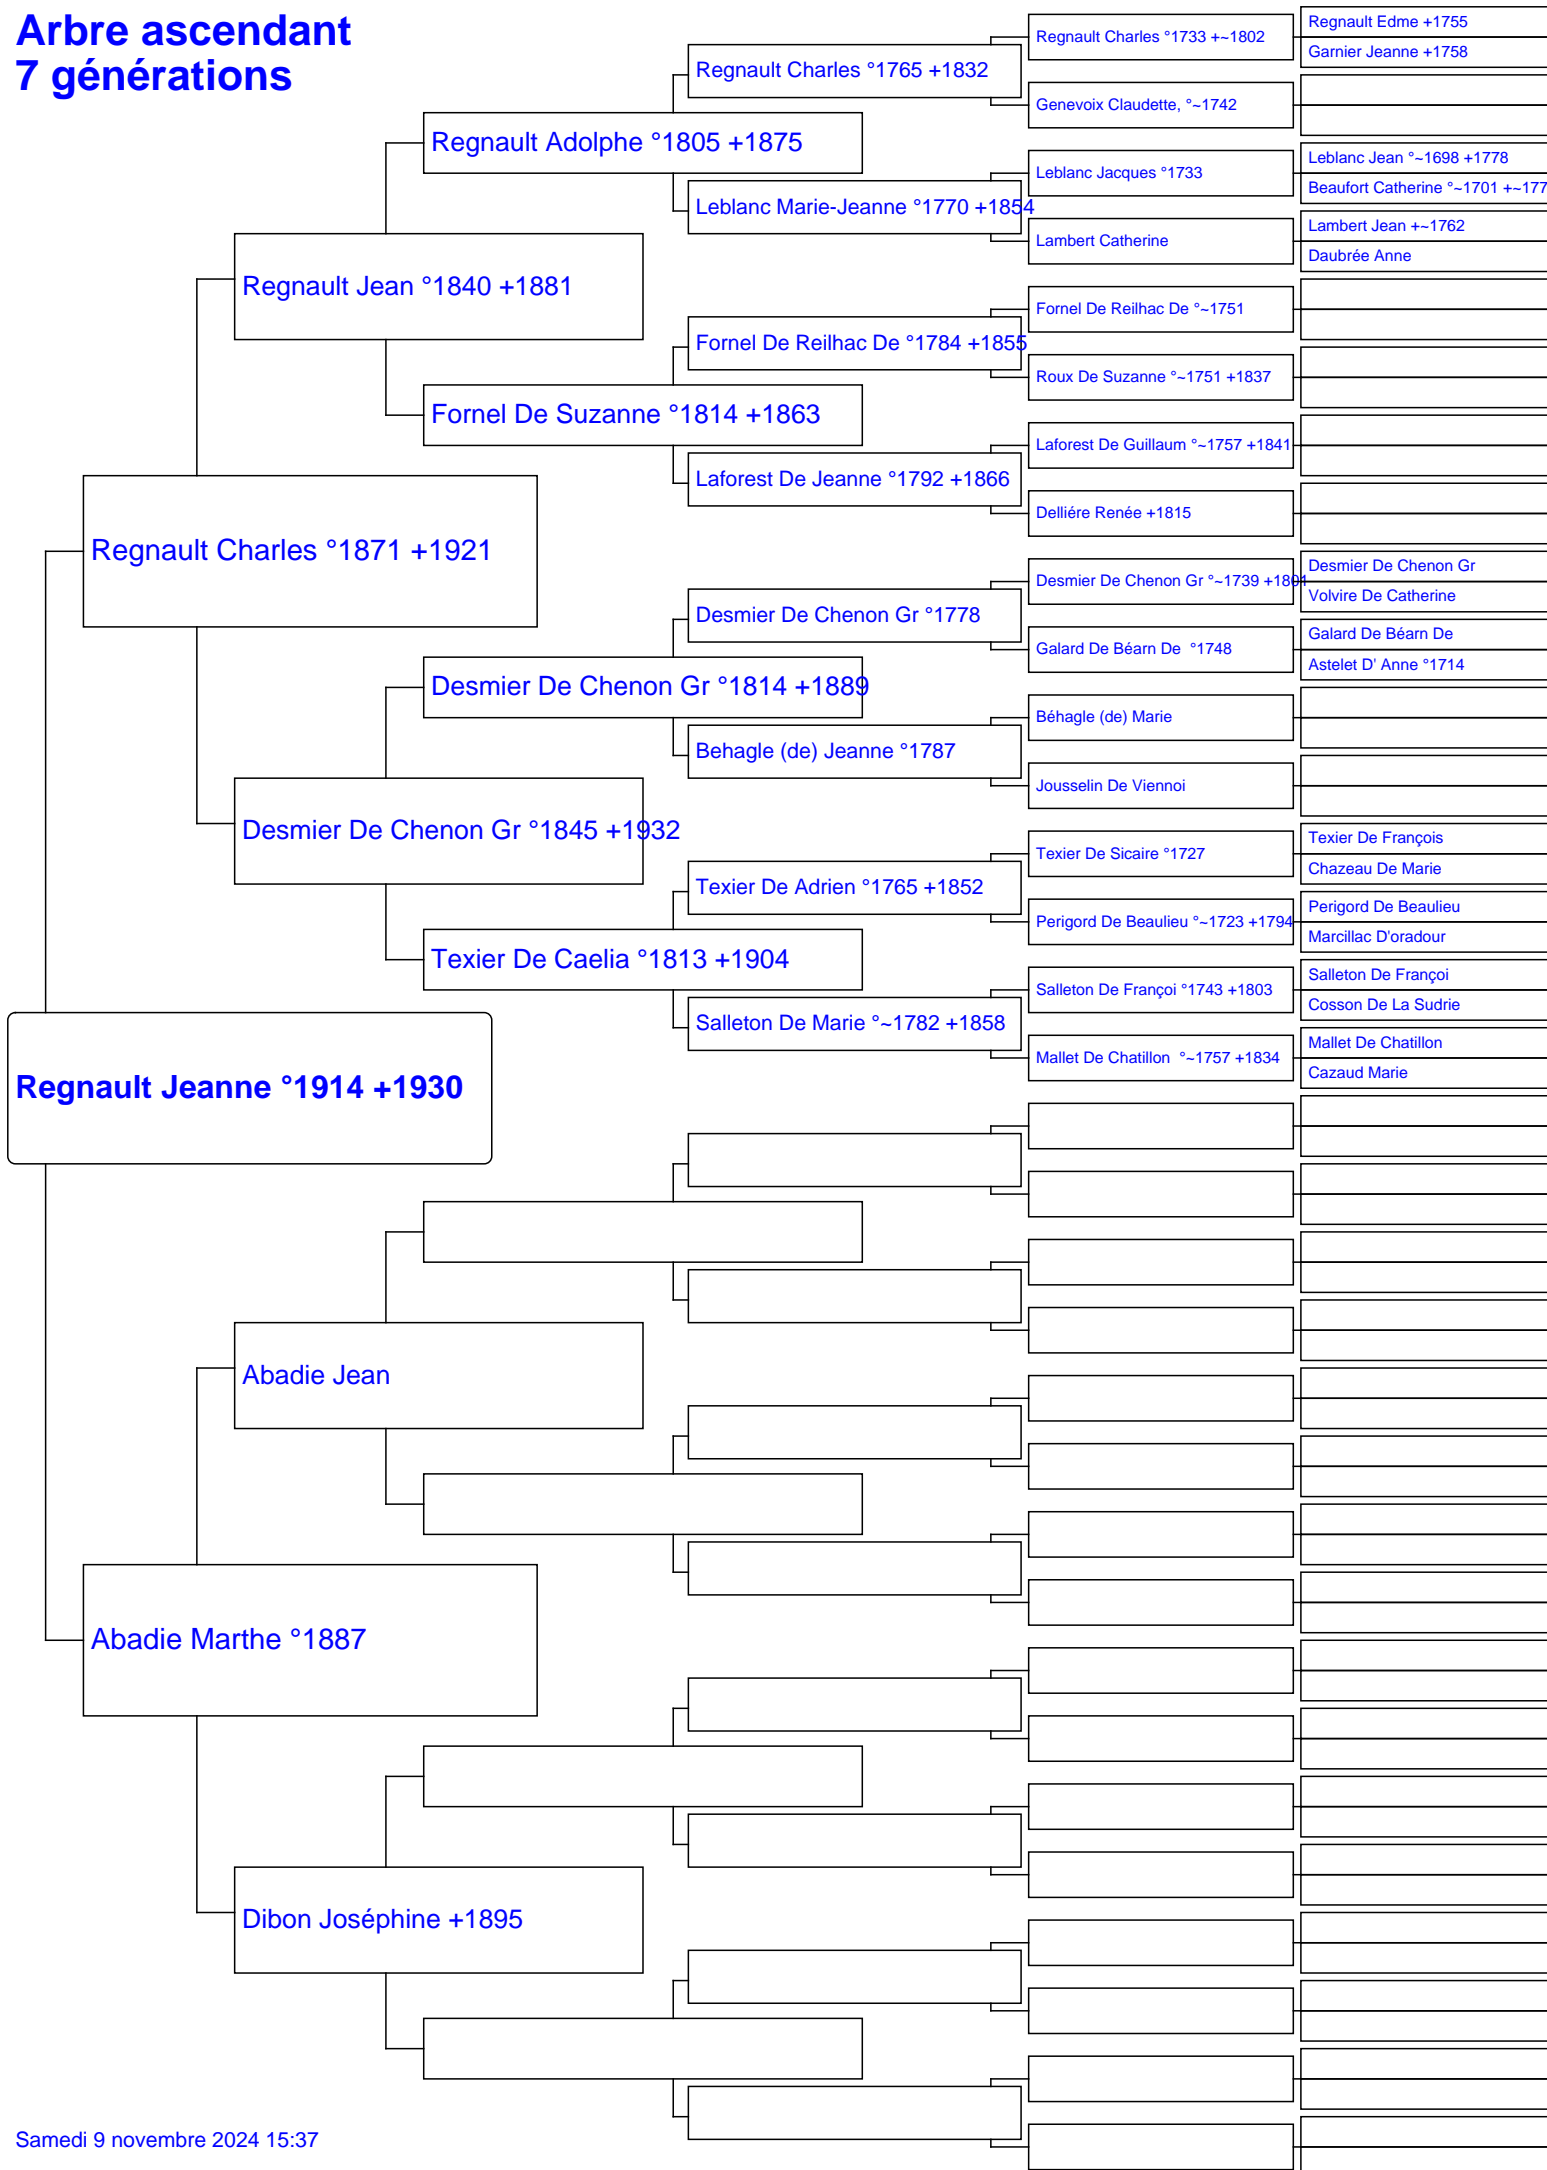 Arbre ascendant
7 générations
Regnault Jeanne °1914 +1930
Regnault Charles °1871 +1921
Abadie Marthe °1887
Regnault Jean °1840 +1881
Desmier De Chenon Gr °1845 +1932
Abadie Jean
Dibon Joséphine +1895
Regnault Adolphe °1805 +1875
Fornel De Suzanne °1814 +1863
Desmier De Chenon Gr °1814 +1889
Texier De Caelia °1813 +1904
Regnault Charles °1765 +1832
Leblanc Marie-Jeanne °1770 +1854
Fornel De Reilhac De °1784 +1855
Laforest De Jeanne °1792 +1866
Desmier De Chenon Gr °1778
Behagle (de) Jeanne °1787
Texier De Adrien °1765 +1852
Salleton De Marie °~1782 +1858
Regnault Charles °1733 +~1802
Genevoix Claudette, °~1742
Leblanc Jacques °1733
Lambert Catherine
Fornel De Reilhac De °~1751
Roux De Suzanne °~1751 +1837
Laforest De Guillaum °~1757 +1841
Delliére Renée +1815
Desmier De Chenon Gr °~1739 +1801
Galard De Béarn De °1748
Béhagle (de) Marie
Jousselin De Viennoi
Texier De Sicaire °1727
Perigord De Beaulieu °~1723 +1794
Salleton De Françoi °1743 +1803
Mallet De Chatillon °~1757 +1834
Regnault Edme +1755
Garnier Jeanne +1758
Leblanc Jean °~1698 +1778
Beaufort Catherine °~1701 +~177
Lambert Jean +~1762
Daubrée Anne
Desmier De Chenon Gr
Volvire De Catherine
Galard De Béarn De
Astelet D' Anne °1714
Texier De François
Chazeau De Marie
Perigord De Beaulieu
Marcillac D'oradour
Salleton De Françoi
Cosson De La Sudrie
Mallet De Chatillon
Cazaud Marie
Samedi 9 novembre 2024 15:37